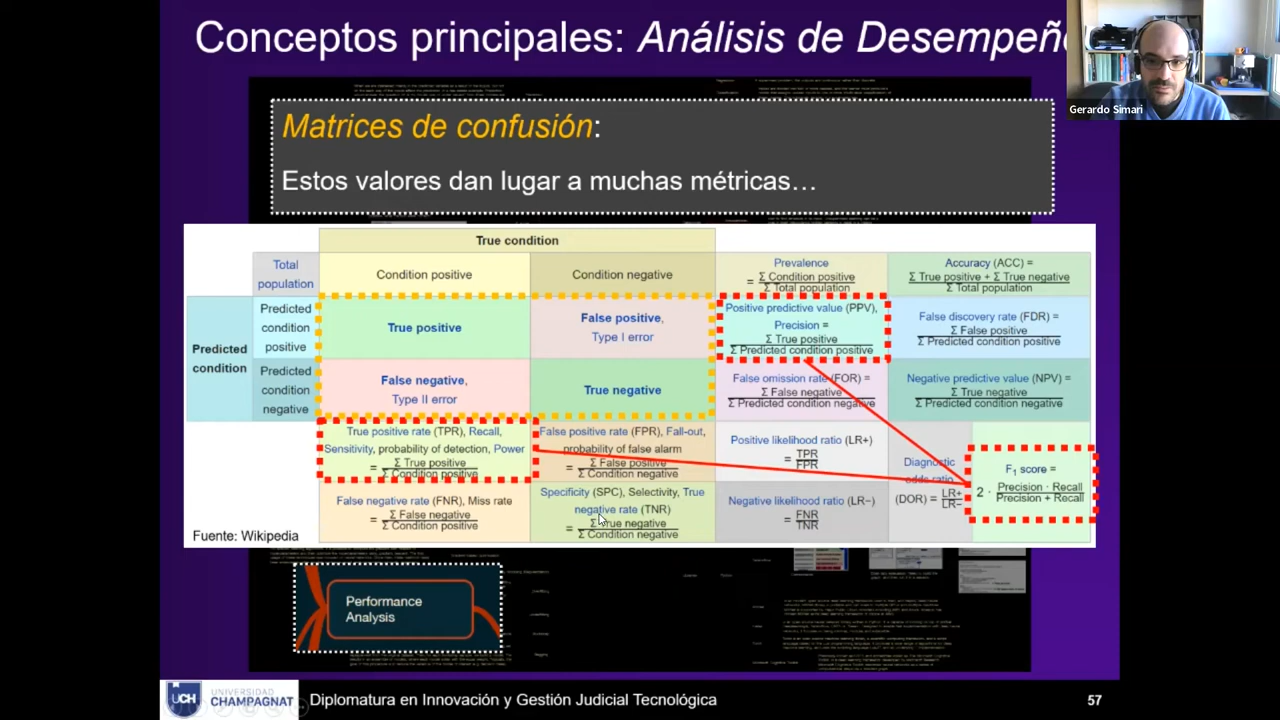 Conceptos principales: Análisis de Desempeño
Gerardo Simari
Matrices de confusión:
Estos valores dan lugar a muchas métricas…
True condition
Total
population
Condition positive
Condition negative
Prevalence
= Σ Condition positive
Σ Total population
Accuracy (ACC) =
Σ True positive + Σ True negative
Σ Total population
Predicted
condition
Predicted
condition
positive
True positive
False positive,
Type I error
Positive predictive value (PPV),
Precision =
Σ True positive
Σ Predicted condition positive
False discovery rate (FDR) =
Σ False positive
Σ Predicted condition positive
Predicted
condition
negative
False negative,
Type II error
True negative
False omission rate (FOR) =
Σ False negative
Σ Predicted condition negative
Negative predictive value (NPV) =
Σ True negative
Σ Predicted condition negative
True positive rate (TPR), Recall,
Sensitivity, probability of detection, Power
= Σ True positive
Σ Condition positive
False positive rate (FPR), Fall-out,
probability of false alarm
= Σ False positive
Σ Condition negative
Positive likelihood ratio (LR+)
= TPR
FPR
Diagnostic
odds ratio
(DOR) = LR+
LR−
F1 score =
2 · Precision · Recall
Precision + Recall
False negative rate (FNR), Miss rate
= Σ False negative
Σ Condition positive
Specificity (SPC), Selectivity, True
negative rate (TNR)
= Σ True negative
Σ Condition negative
Negative likelihood ratio (LR−)
= FNR
TNR
Fuente: Wikipedia
Performance
Analysis
UCH
UNIVERSIDAD
CHAMPAGNAT
Diplomatura en Innovación y Gestión Judicial Tecnológica
57